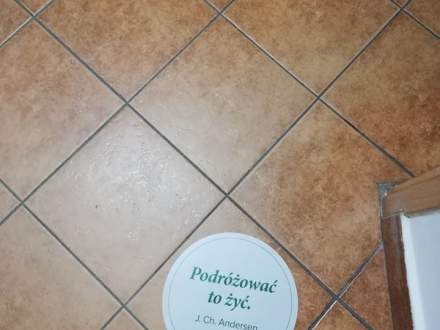 Podróżować
to żyć.
J. Ch. Andersen